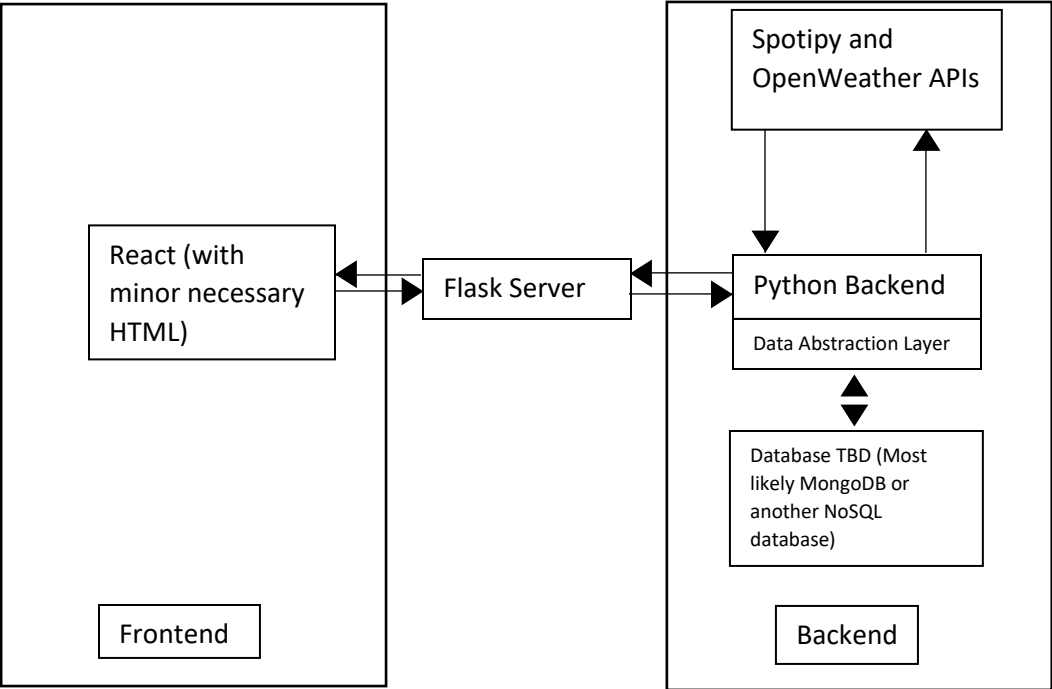 Spotipy and
OpenWeather APIs
React (with
minor necessary
HTML)
Flask Server
Python Backend
Data Abstraction Layer
Database TBD (Most
likely MongoDB or
another NoSQL
database)
Frontend
Backend